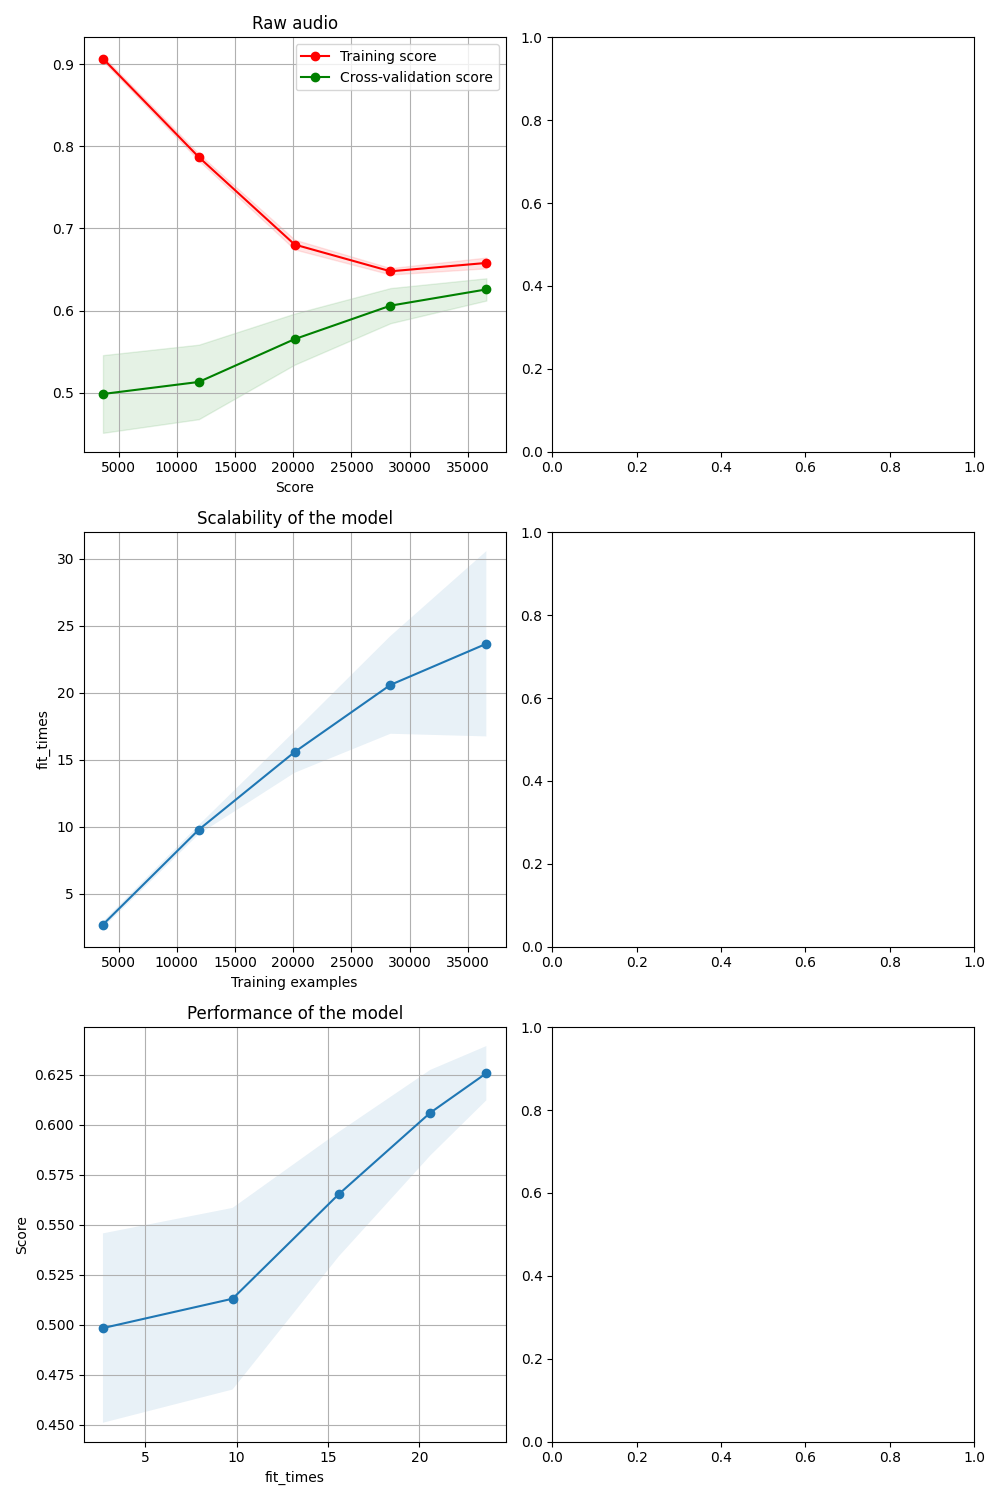 Raw audio
Training score
Cross-validation score
0.9
0.8
0.7
0.6
0.5
5000 10000 15000 20000 25000 30000 35000
Score
1.0
0.8
0.6
0.4
0.2
0.0
0.0 0.2 0.4 0.6 0.8 1.0
Scalability of the model
fit_times
30
25
20
15
10
5
5000 10000 15000 20000 25000 30000 35000
Training examples
1.0
0.8
0.6
0.4
0.2
0.0
0.0 0.2 0.4 0.6 0.8 1.0
Performance of the model
Score
0.625
0.600
0.575
0.550
0.525
0.500
0.475
0.450
5 10 15 20
fit_times
1.0
0.8
0.6
0.4
0.2
0.0
0.0 0.2 0.4 0.6 0.8 1.0